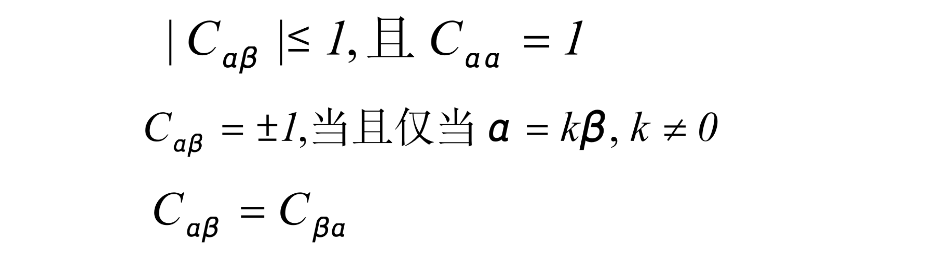 | C_{αβ} |≤ 1,且 C_{αα} = 1
C_{αβ} = ±1,当且仅当 α = kβ, k ≠ 0
C_{αβ} = C_{βα}